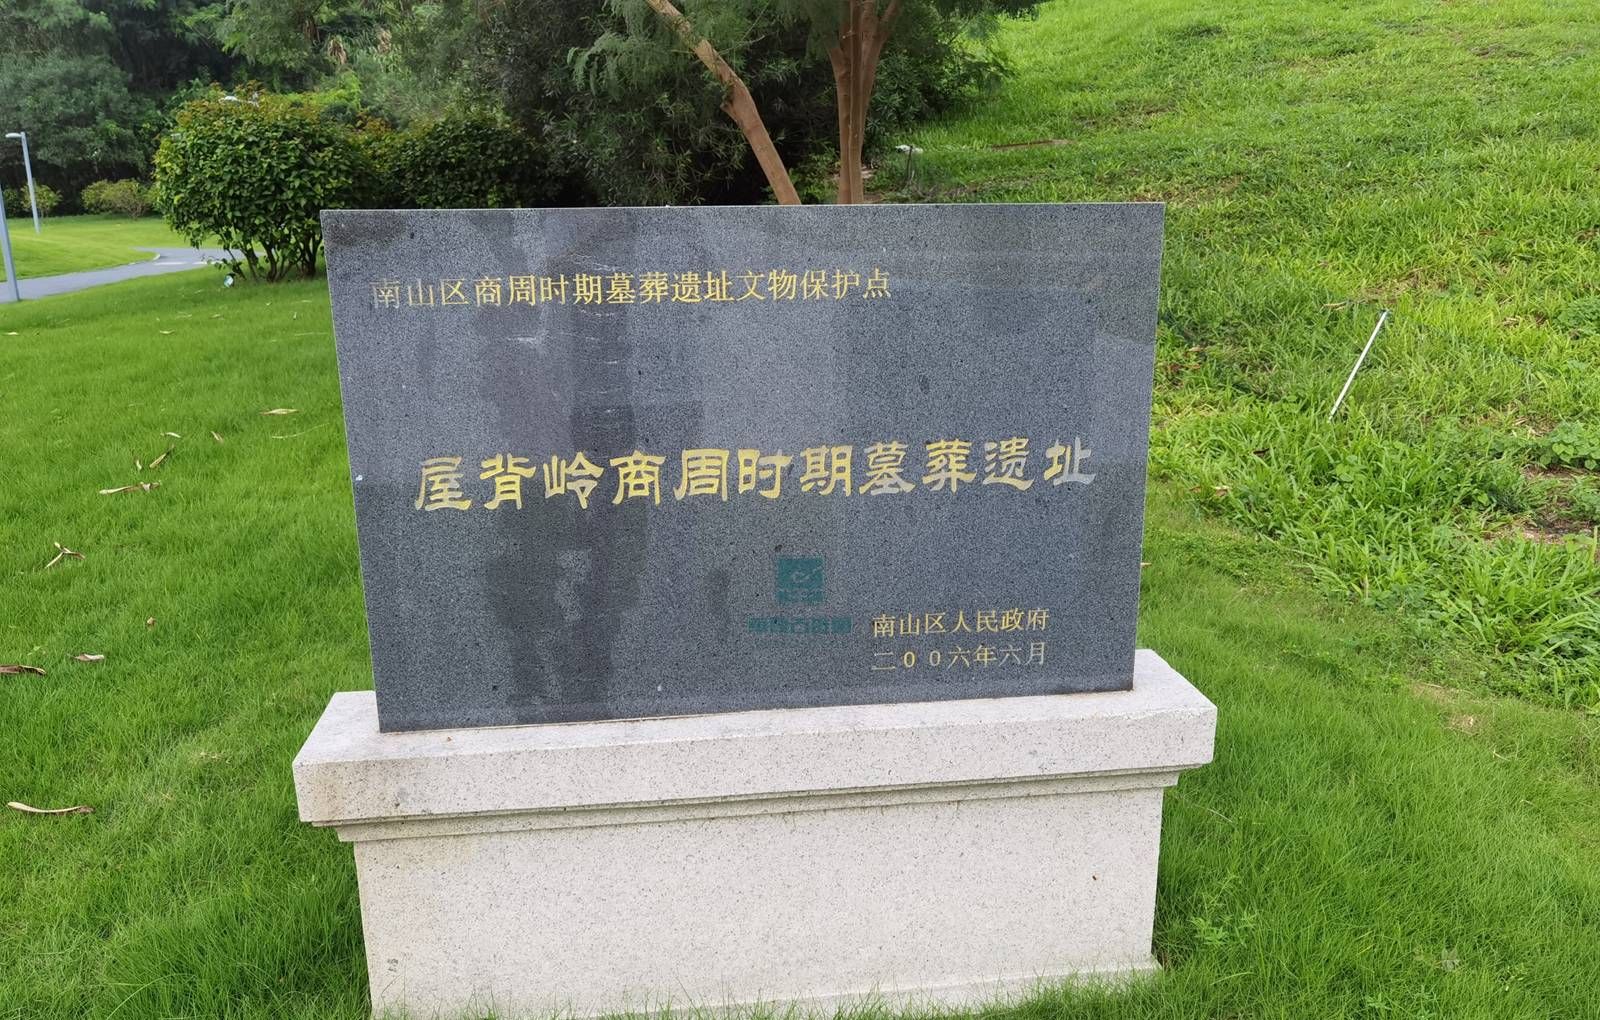 南山区商周时期墓葬遗址文物保护点
屋背岭商周时期墓葬遗址
南山区人民政府
二00六年六月